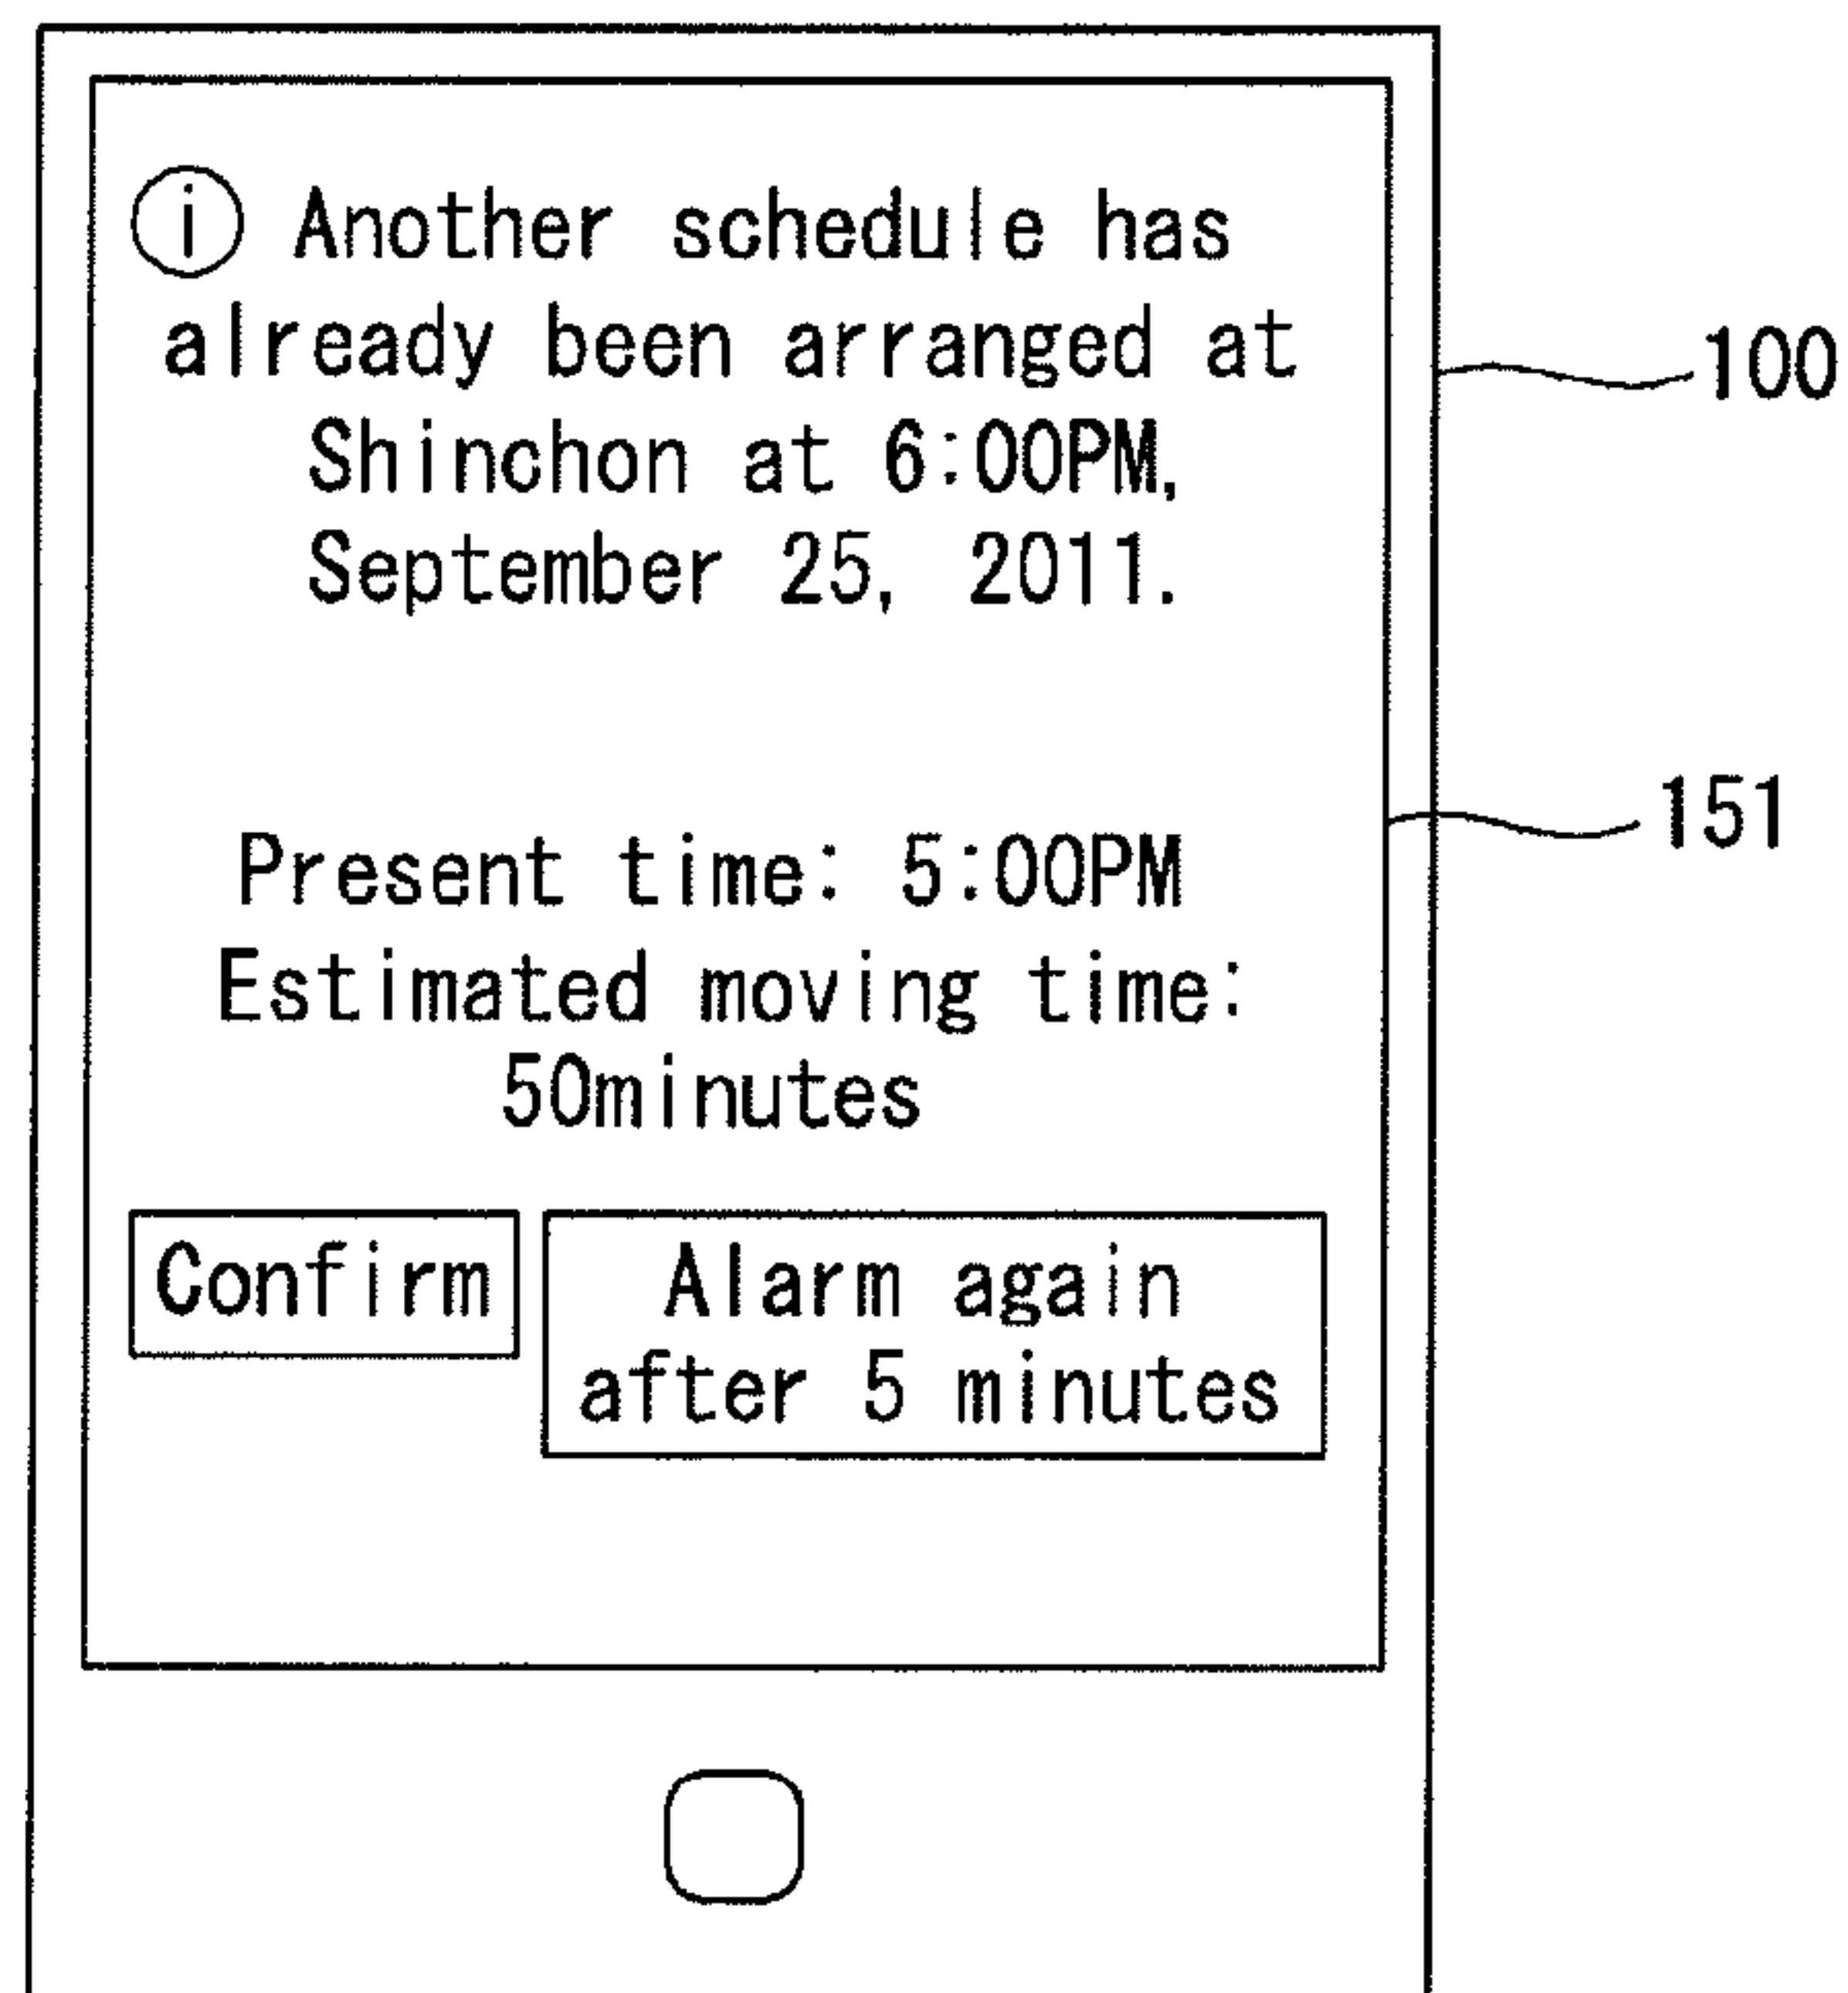 i Another schedule has
already been arranged at
Shinchon at 6:00PM,
September 25, 2011.
100
151
Present time: 5:00PM
Estimated moving time:
50minutes
Confirm
Alarm again
after 5 minutes